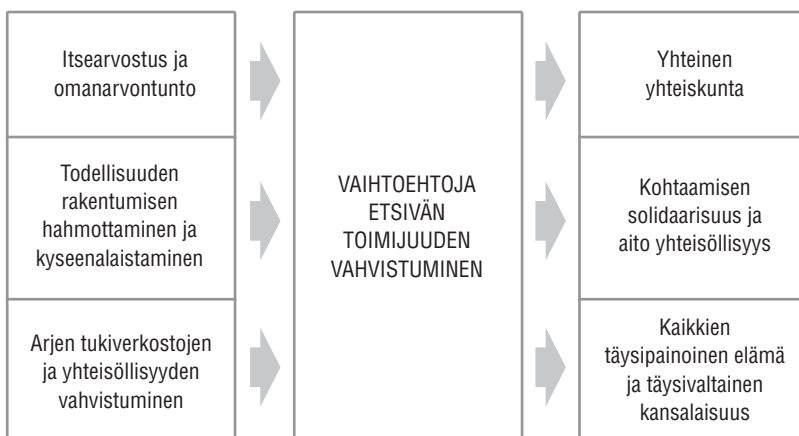 Itsearvostus ja
omanarvontunto
Todellisuuden
rakentumisen
hahmottaminen ja
kyseenalaistaminen
Arjen tukiverkostojen
ja yhteisöllisyyden
vahvistuminen
VAIHTOEHTOJA
ETSIVÄN
TOIMIJUUDEN
VAHVISTUMINEN
Yhteinen
yhteiskunta
Kohtaamisen
solidaarisuus ja
aito yhteisöllisyys
Kaikkien
täysipainoinen elämä
ja täysivaltainen
kansalaisuus